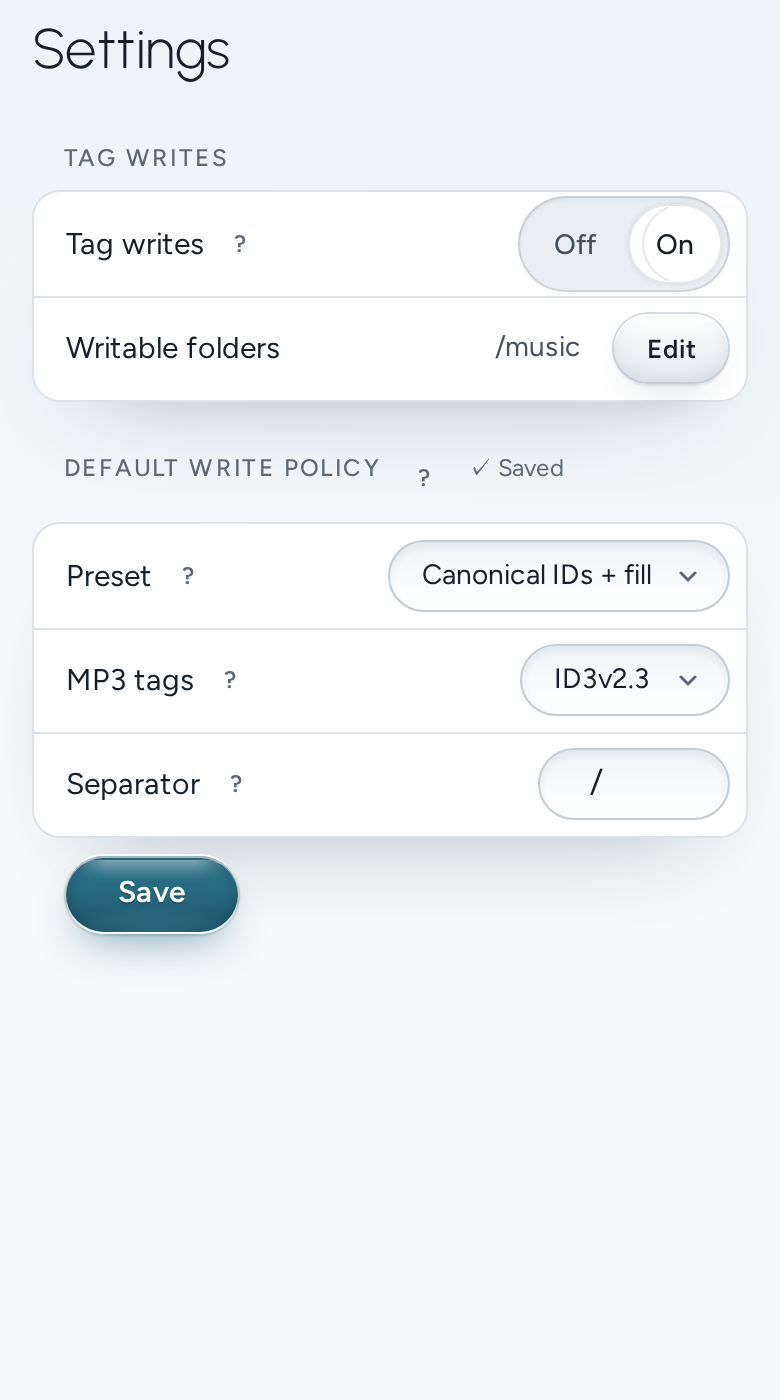 Settings
TAG WRITES
Tag writes ? Off On
Writable folders /music Edit
DEFAULT WRITE POLICY ? ✓ Saved
Preset ? Canonical IDs + fill
MP3 tags ? ID3v2.3
Separator ? /
Save